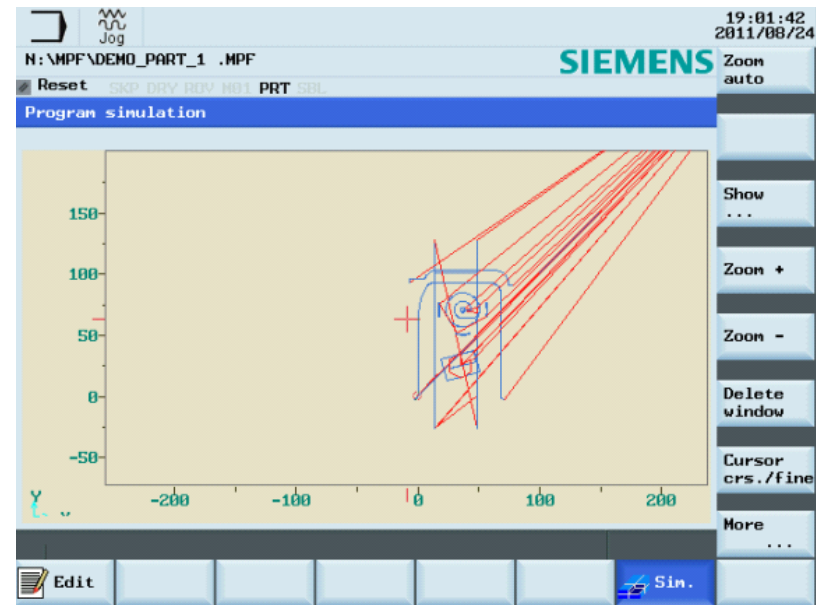 Jog
19:01:42
2011/08/24
N:\MPF\DEMO_PART_1 .MPF
SIEMENS
Reset SKP DRY ROV M01 PRT SBL
Program simulation
Zoom
auto
Show
...
Zoom +
Zoom -
Delete
window
Cursor
crs./fine
More
...
150
100
50
0
-50
Y
-200 -100 0 100 200
Edit
Sim.